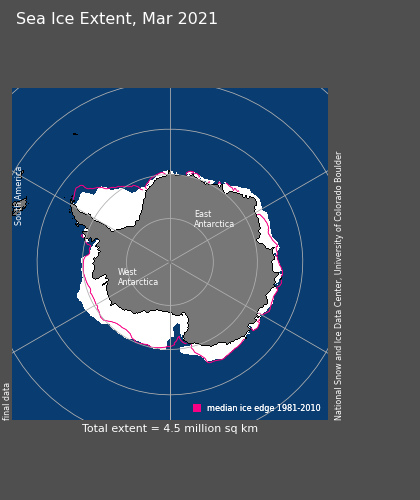 Sea Ice Extent, Mar 2021
South America
East
Antarctica
West
Antarctica
National Snow and Ice Data Center, University of Colorado Boulder
final data
median ice edge 1981-2010
Total extent = 4.5 million sq km